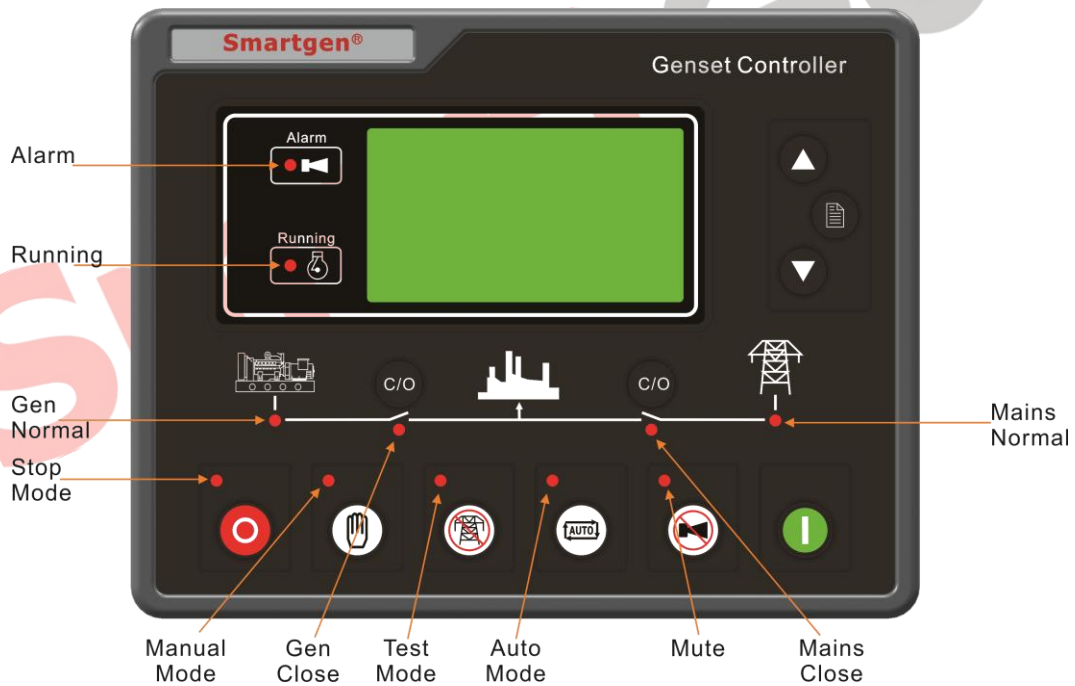 Smartgen®
Genset Controller
Alarm
Alarm
Running
Running
C/O
C/O
Gen
Normal
Mains
Normal
Stop
Mode
AUTO
Manual
Mode
Gen
Close
Test
Mode
Auto
Mode
Mute
Mains
Close